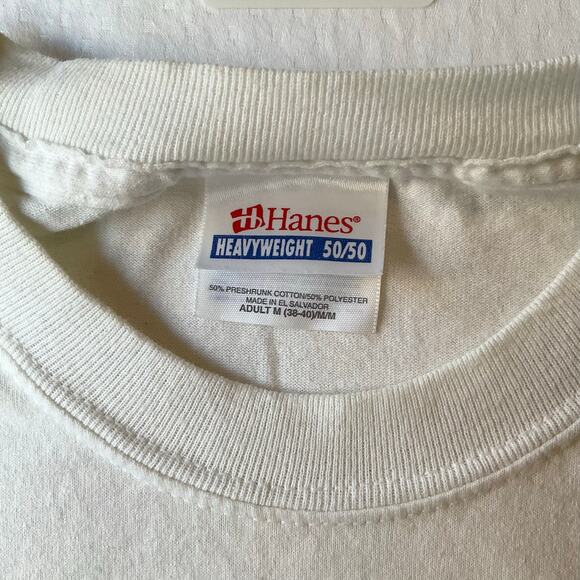 Hanes®
HEAVYWEIGHT 50/50
50% PRESHRUNK COTTON/50% POLYESTER
MADE IN EL SALVADOR
ADULT M (38-40)/M/M